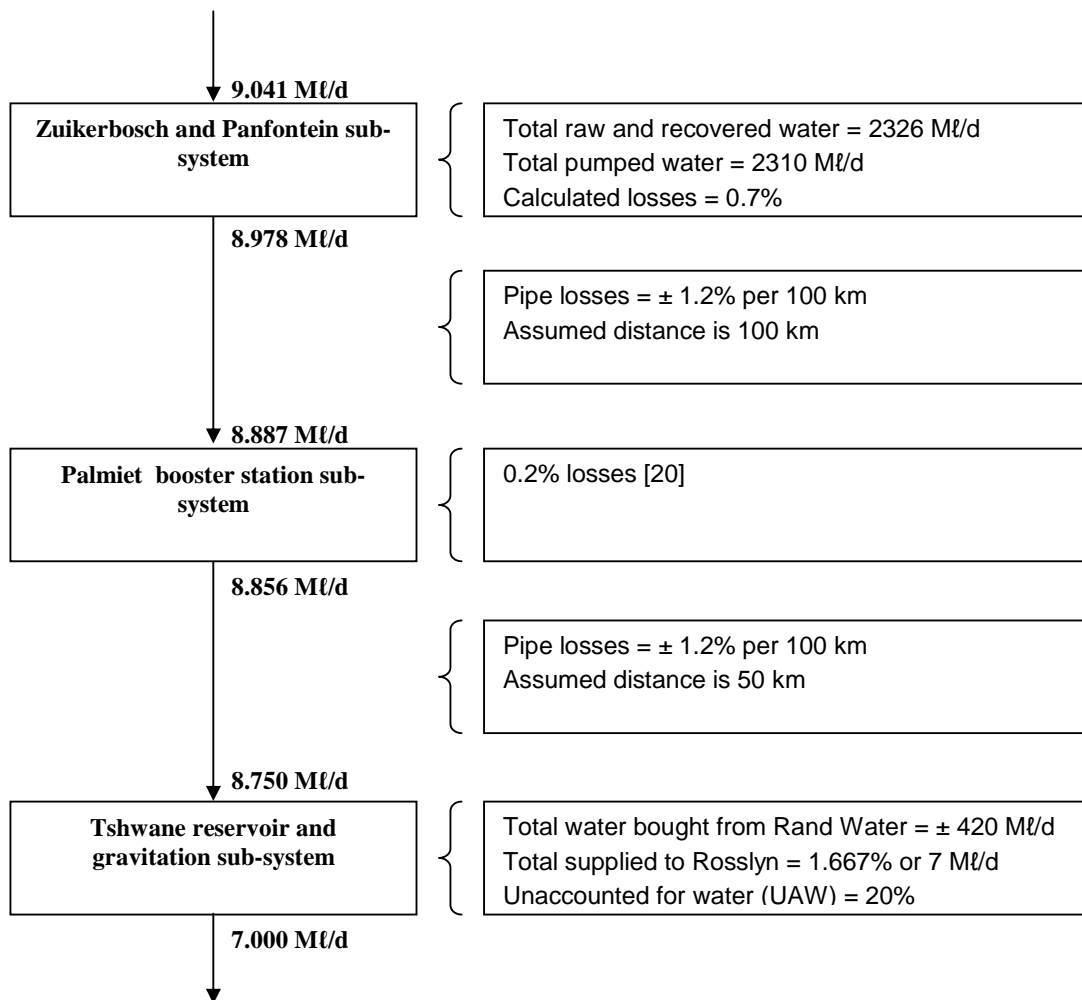 9.041 Mℓ/d
Zuikerbosch and Panfontein sub-
system
Total raw and recovered water = 2326 Mℓ/d
Total pumped water = 2310 Mℓ/d
Calculated losses = 0.7%
8.978 Mℓ/d
Pipe losses = ± 1.2% per 100 km
Assumed distance is 100 km
8.887 Mℓ/d
Palmiet booster station sub-
system
0.2% losses [20]
8.856 Mℓ/d
Pipe losses = ± 1.2% per 100 km
Assumed distance is 50 km
8.750 Mℓ/d
Tshwane reservoir and
gravitation sub-system
Total water bought from Rand Water = ± 420 Mℓ/d
Total supplied to Rosslyn = 1.667% or 7 Mℓ/d
Unaccounted for water (UAW) = 20%
7.000 Mℓ/d